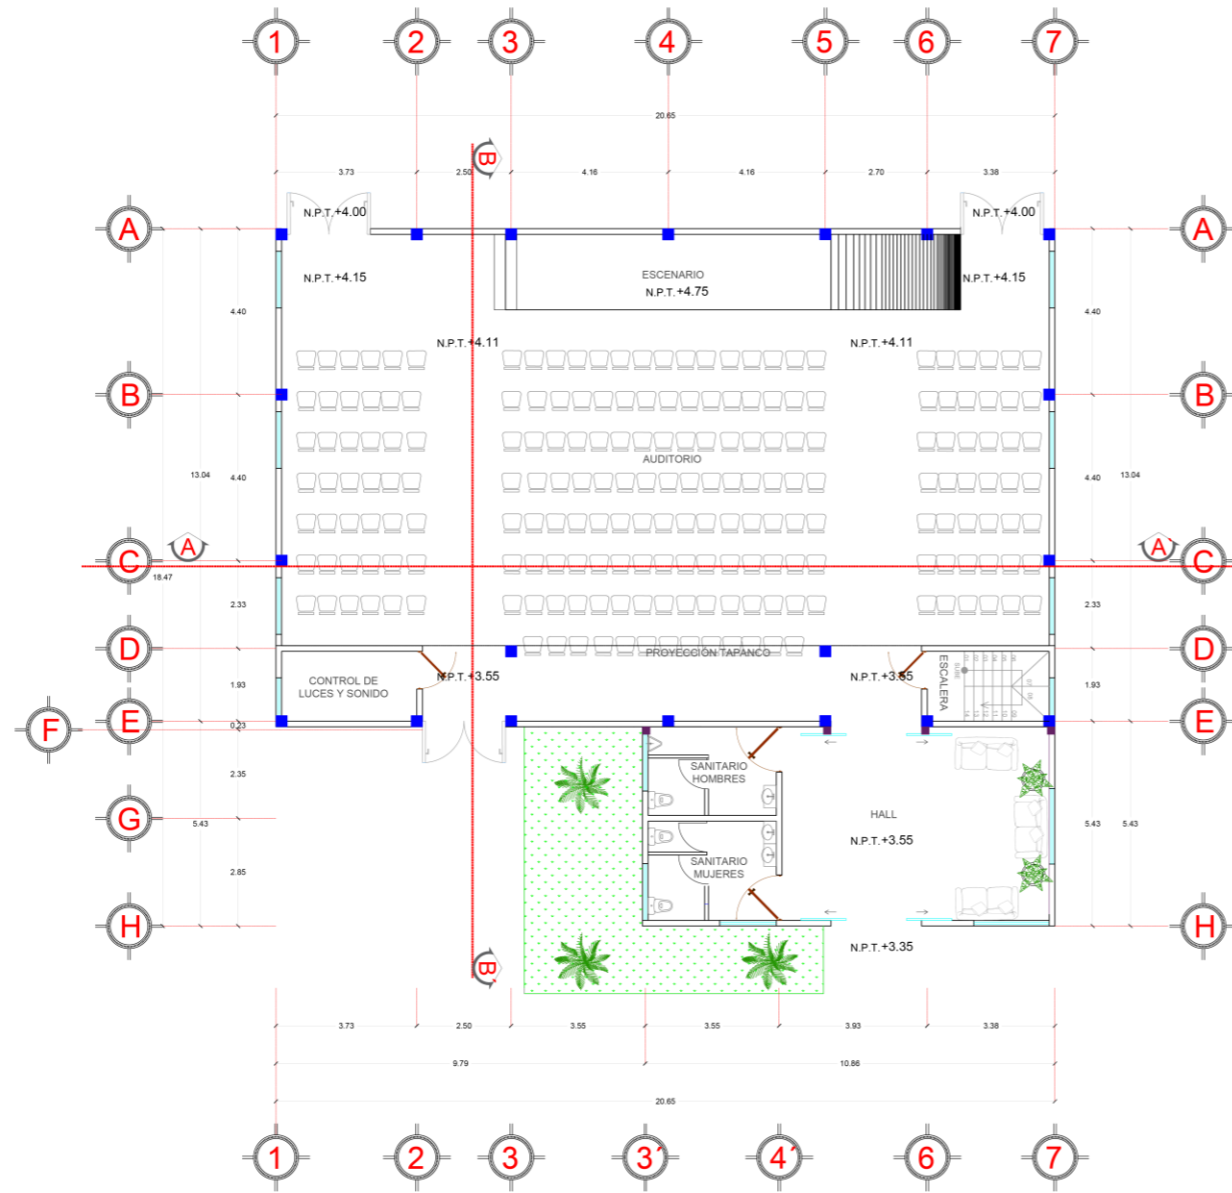 1 2 3 4 5 6 7
20.65
3.73 2.50 4.16 4.16 2.70 3.38
B
N.P.T.+4.00 N.P.T.+4.00
A A
ESCENARIO
N.P.T.+4.15 N.P.T.+4.75 N.P.T.+4.15
4.40 4.40
N.P.T.+4.11 N.P.T.+4.11
B B
AUDITORIO
13.04 4.40 4.40 13.04
A A´
C C
18.47
2.33 2.33
D D
PROYECCIÓN TAPANCO
CONTROL DE
LUCES Y SONIDO
N.P.T.+3.55 N.P.T.+3.55
ESCALERA
SUBE
1.93 1.93
E E
F
0.23
SANITARIO
HOMBRES
2.35
HALL
G
N.P.T.+3.55
5.43 5.43 5.43
SANITARIO
MUJERES
2.85
H H
N.P.T.+3.35
B´
3.73 2.50 3.55 3.55 3.93 3.38
9.79 10.86
20.65
1 2 3 3´ 4´ 6 7